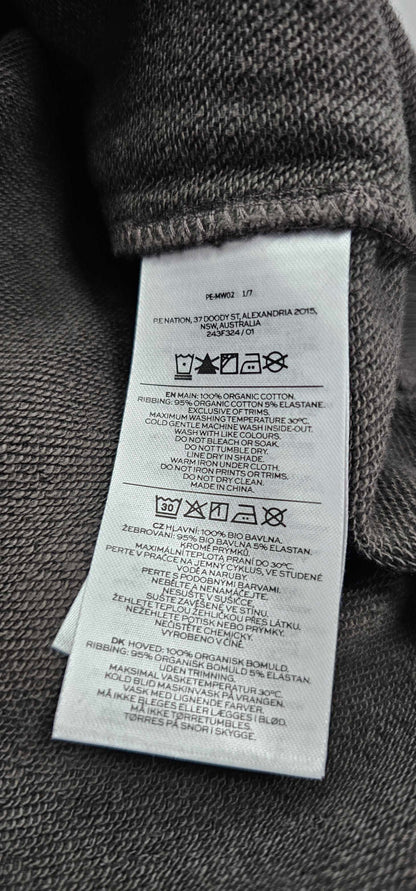 PE-MW02 1/7
P.E NATION, 37 DOODY ST, ALEXANDRIA 2015,
NSW, AUSTRALIA
243F324 / 01
EN MAIN: 100% ORGANIC COTTON.
RIBBING: 95% ORGANIC COTTON 5% ELASTANE.
EXCLUSIVE OF TRIMS.
MAXIMUM WASHING TEMPERATURE 30°C.
COLD GENTLE MACHINE WASH INSIDE-OUT.
WASH WITH LIKE COLOURS.
DO NOT BLEACH OR SOAK.
DO NOT TUMBLE DRY.
LINE DRY IN SHADE.
WARM IRON UNDER CLOTH.
DO NOT IRON PRINTS OR TRIMS.
DO NOT DRY CLEAN.
MADE IN CHINA.
30
CZ HLAVNÍ: 100% BIO BAVLNA.
ŽEBROVANÍ: 95% BIO BAVLNA 5% ELASTAN.
KROMĚ PRÝMKŮ.
MAXIMÁLNÍ TEPLOTA PRANÍ DO 30°C.
PERTE V PRAČCE NA JEMNÝ CYKLUS, VE STUDENÉ
VODĚ A NARUBY.
PERTE S PODOBNÝMI BARVAMI.
NEBĚLTE A NENAMÁČEJTE.
NESUŠTE V SUŠIČCE.
SUŠTE ZAVĚŠENÉ VE STÍNU.
ŽEHLETE TEPLOU ŽEHLIČKOU PŘES LÁTKU.
NEŽEHLETE POTISK NEBO PRÝMKY.
NEČISTĚTE CHEMICKY.
VYROBENO V ČÍNĚ.
DK HOVED: 100% ORGANISK BOMULD.
RIBBING: 95% ORGANISK BOMULD 5% ELASTAN.
UDEN TRIMNING.
MAKSIMAL VASKETEMPERATUR 30°C.
KOLD BLID MASKINVASK PÅ VRANGEN.
VASK MED LIGNENDE FARVER.
MÅ IKKE BLEGES ELLER LÆGGES I BLØD.
MÅ IKKE TØRRETUMBLES.
TØRRES PÅ SNOR I SKYGGE.